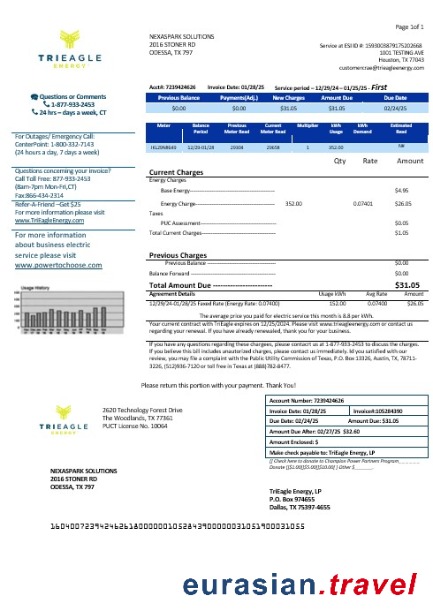 Page 1of 1
TRIEAGLE
ENERGY
NEXASPARK SOLUTIONS
2016 STONER RD
ODESSA, TX 797
Service at ESI ID #
1001 TESTING AVE
Houston, TX 77043
customercrae@trieagleenergy.com
Questions or Comments
1-877-933-2453
24 hrs – days a week, CT
Acct#: 7239424626 Invoice Date: 01/28/25 Service period – 12/29/24 –01/25/25 - First
Previous Balance Payments(Adj.) New Charges Amount Due Due Date
$0.00 $0.00 $31.05 $31.05 02/24/25
Meter Balance Period Previous Meter Read Current Meter Read Multiplier kWh Usage kWh Demand Estimated Read
12/29-01/28 1 352.00
For Outages/ Emergency Call:
CenterPoint: 1-800-332-7143
(24 hours a day, 7 days a week)
Questions concerning your invoice?
Call Toll Free: 877-933-2453
(8am-7pm Mon-Fri,CT)
Fax:866-434-2314
Refer-A-Friend –Get $25
For more information please visit
www.TriEagleEnergy.com
For more information
about business electric
service please visit
www.powertochoose.com
Usage History
Qty Rate Amount
Current Charges
Energy Charges
Base Energy $4.95
Energy Charge 352.00 0.07401 $26.05
Taxes
PUC Assessment $0.05
Total Current Charges $1.05
Previous Charges
Previous Balance $0.00
Balance Forward $0.00
Total Amount Due $31.05
Agreement Details Usage kWh Avg Rate Amount
12/29/24-01/28/25 Fixed Rate (Energy Rate: 0.07400) 152.00 0.07400 $26.05
The average price you paid for electric service this month is 8.8 per kWh.
Your current contract with TriEagle expires on 12/25/2024. Please visit www.trieagleenergy.com or contact us
regarding your renewal. If you have already renewed, thank you for your business.
If you have any questions regarding these charges, please contact us at 1-877-933-2453 to discuss the charges.
If you believe this bill includes unauthorized charges, please contact us immediately. If you satisfied with our
review, you may file a complaint with the Public Utility Commission of Texas, P.O. Box 13326, Austin, TX, 78711-
3226, (512)936-7120 or toll free in Texas at (888)782-8477.
Please return this portion with your payment. Thank You!
TRIEAGLE
ENERGY
2620 Technology Forest Drive
The Woodlands, TX 77361
PUCT License No. 10064
Account Number: 7239424626
Invoice Date: 01/28/25 Invoice#:105284390
Due Date: 02/24/25 Amount Due: $31.05
Amount Due After: 02/27/25 $32.60
Amount Enclosed: $
Make check payable to: TriEagle Energy, LP
[] Check here to donate to Champion Power Partners Program
Donate []$1.00[]$5.00[]$10.00[] Other $
NEXASPARK SOLUTIONS
2016 STONER RD
ODESSA, TX 797
TriEagle Energy, LP
P.O. Box 974655
Dallas, TX 75397-4655
eurasian.travel